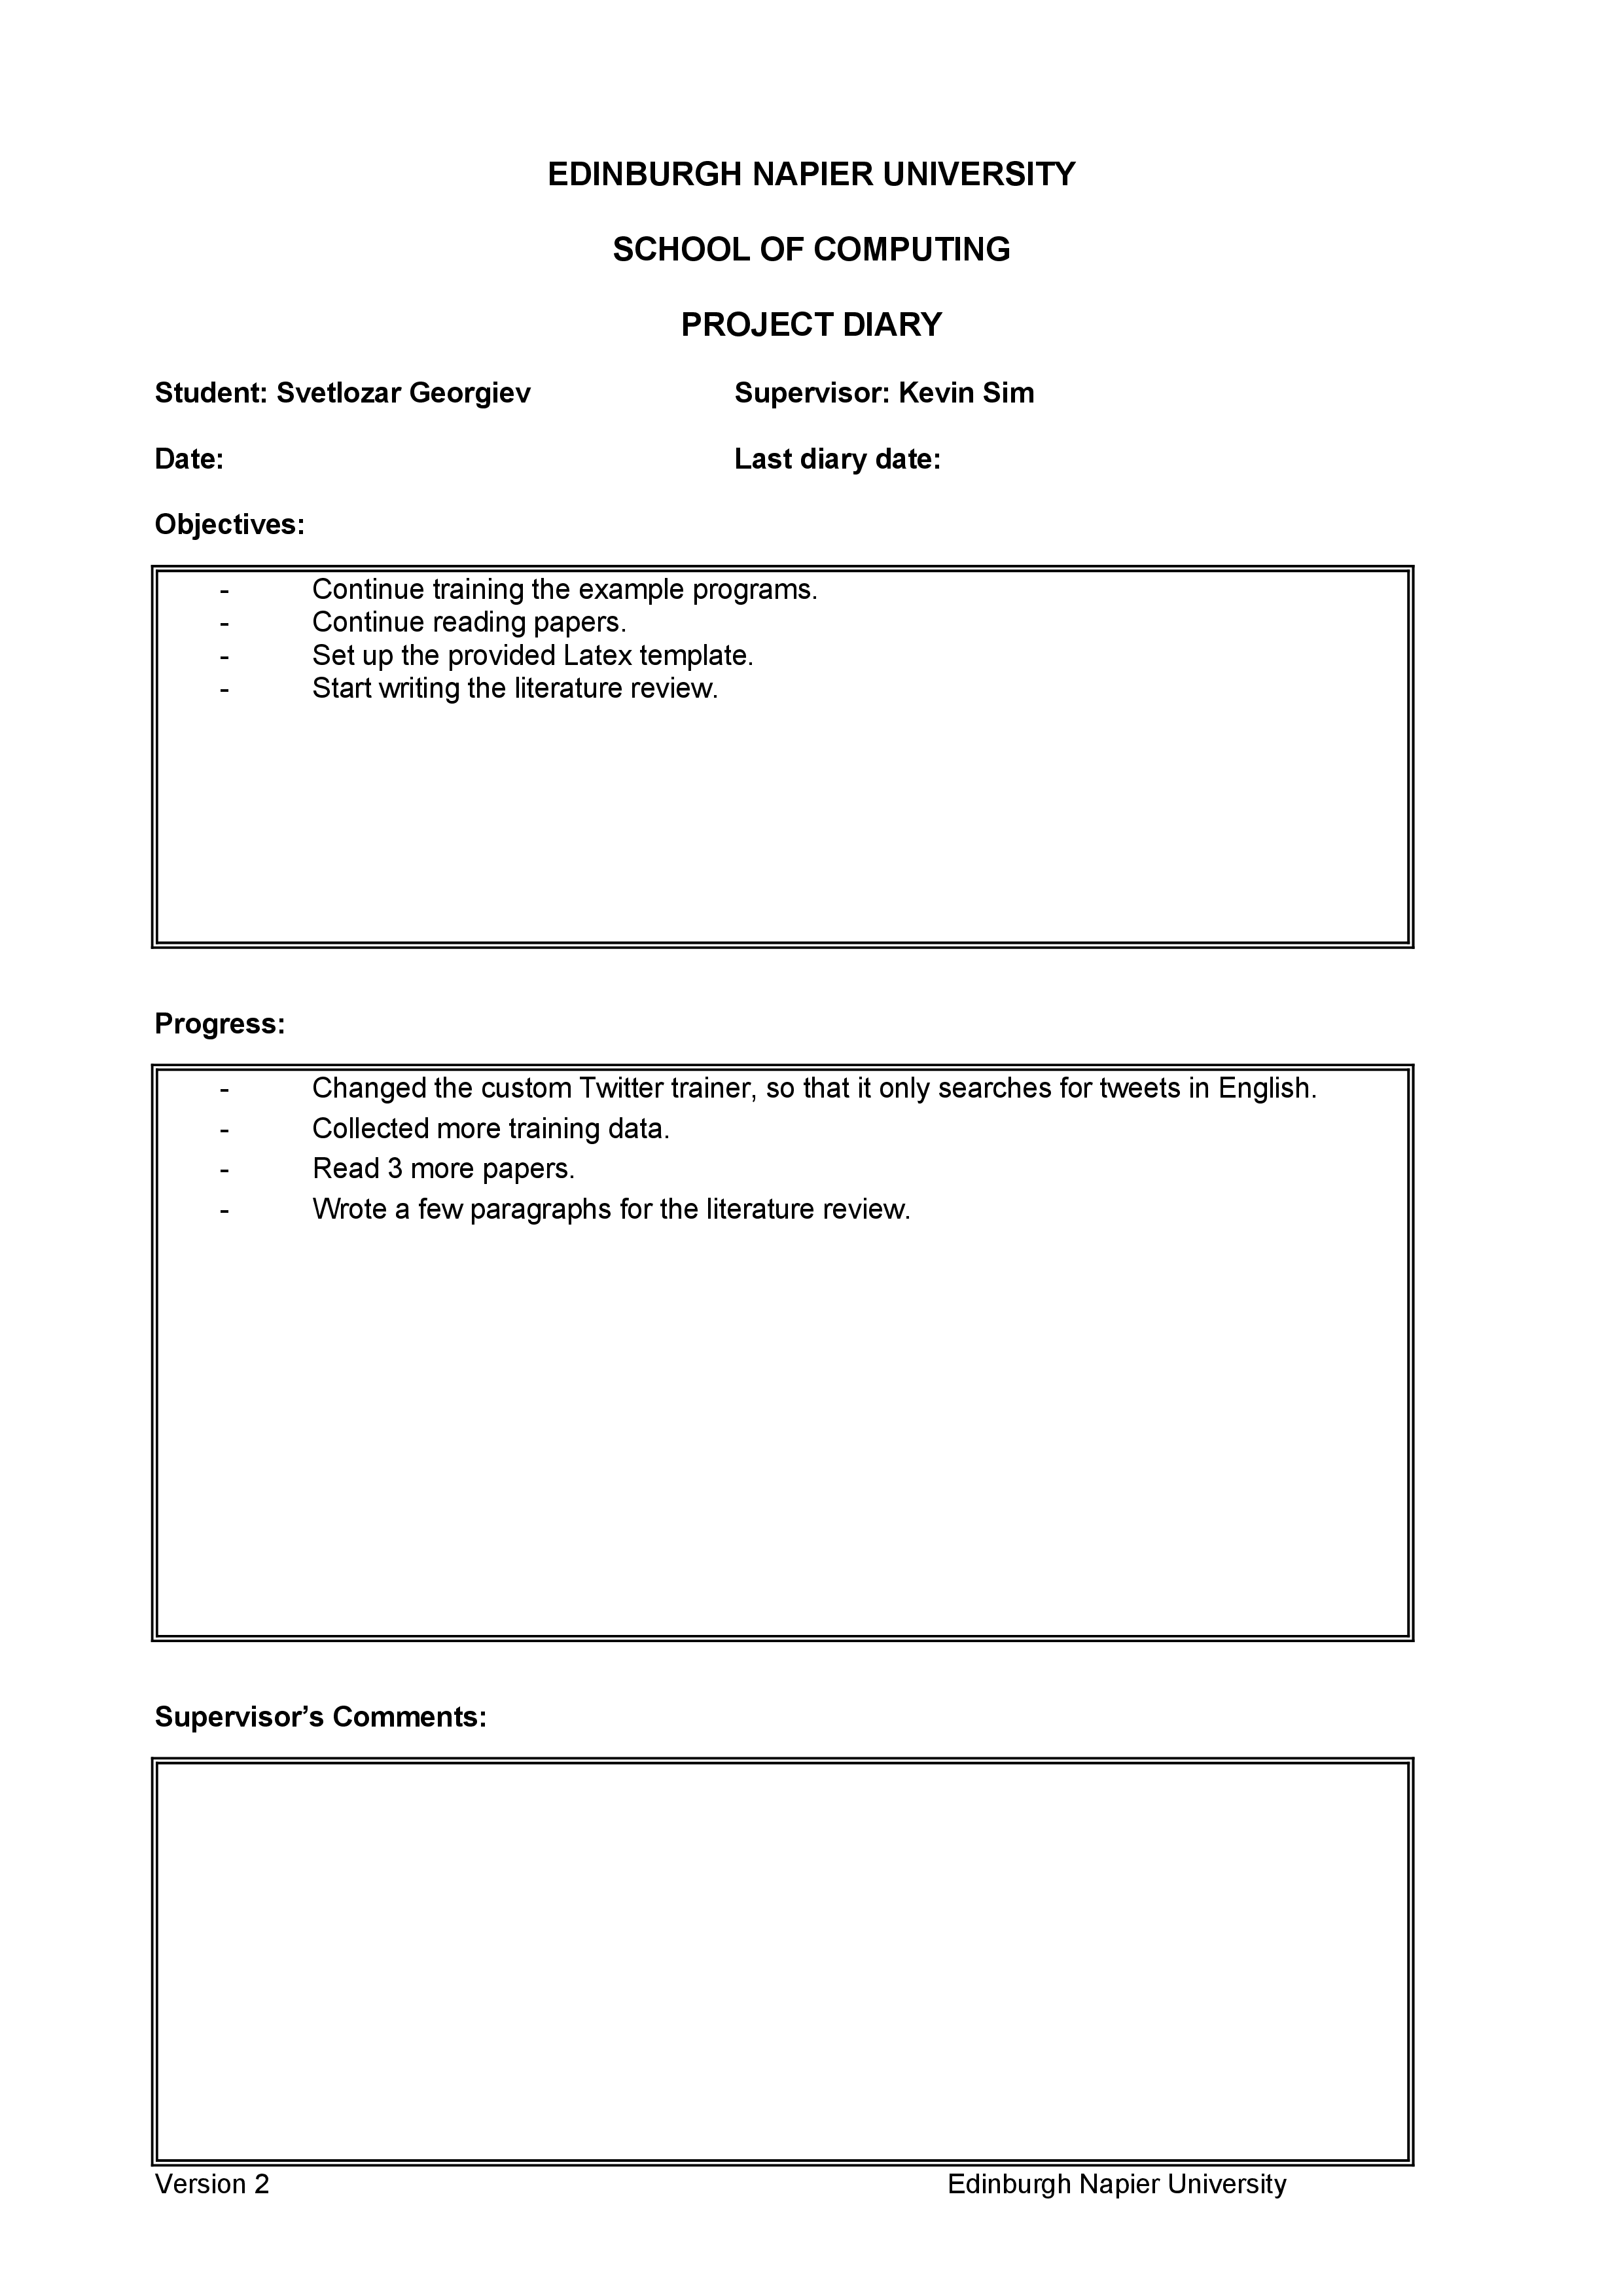 EDINBURGH NAPIER UNIVERSITY
SCHOOL OF COMPUTING
PROJECT DIARY
Student: Svetlozar Georgiev Supervisor: Kevin Sim
Date: Last diary date:
Objectives:
- Continue training the example programs.
- Continue reading papers.
- Set up the provided Latex template.
- Start writing the literature review.
Progress:
- Changed the custom Twitter trainer, so that it only searches for tweets in English.
- Collected more training data.
- Read 3 more papers.
- Wrote a few paragraphs for the literature review.
Supervisor’s Comments:
Version 2 Edinburgh Napier University